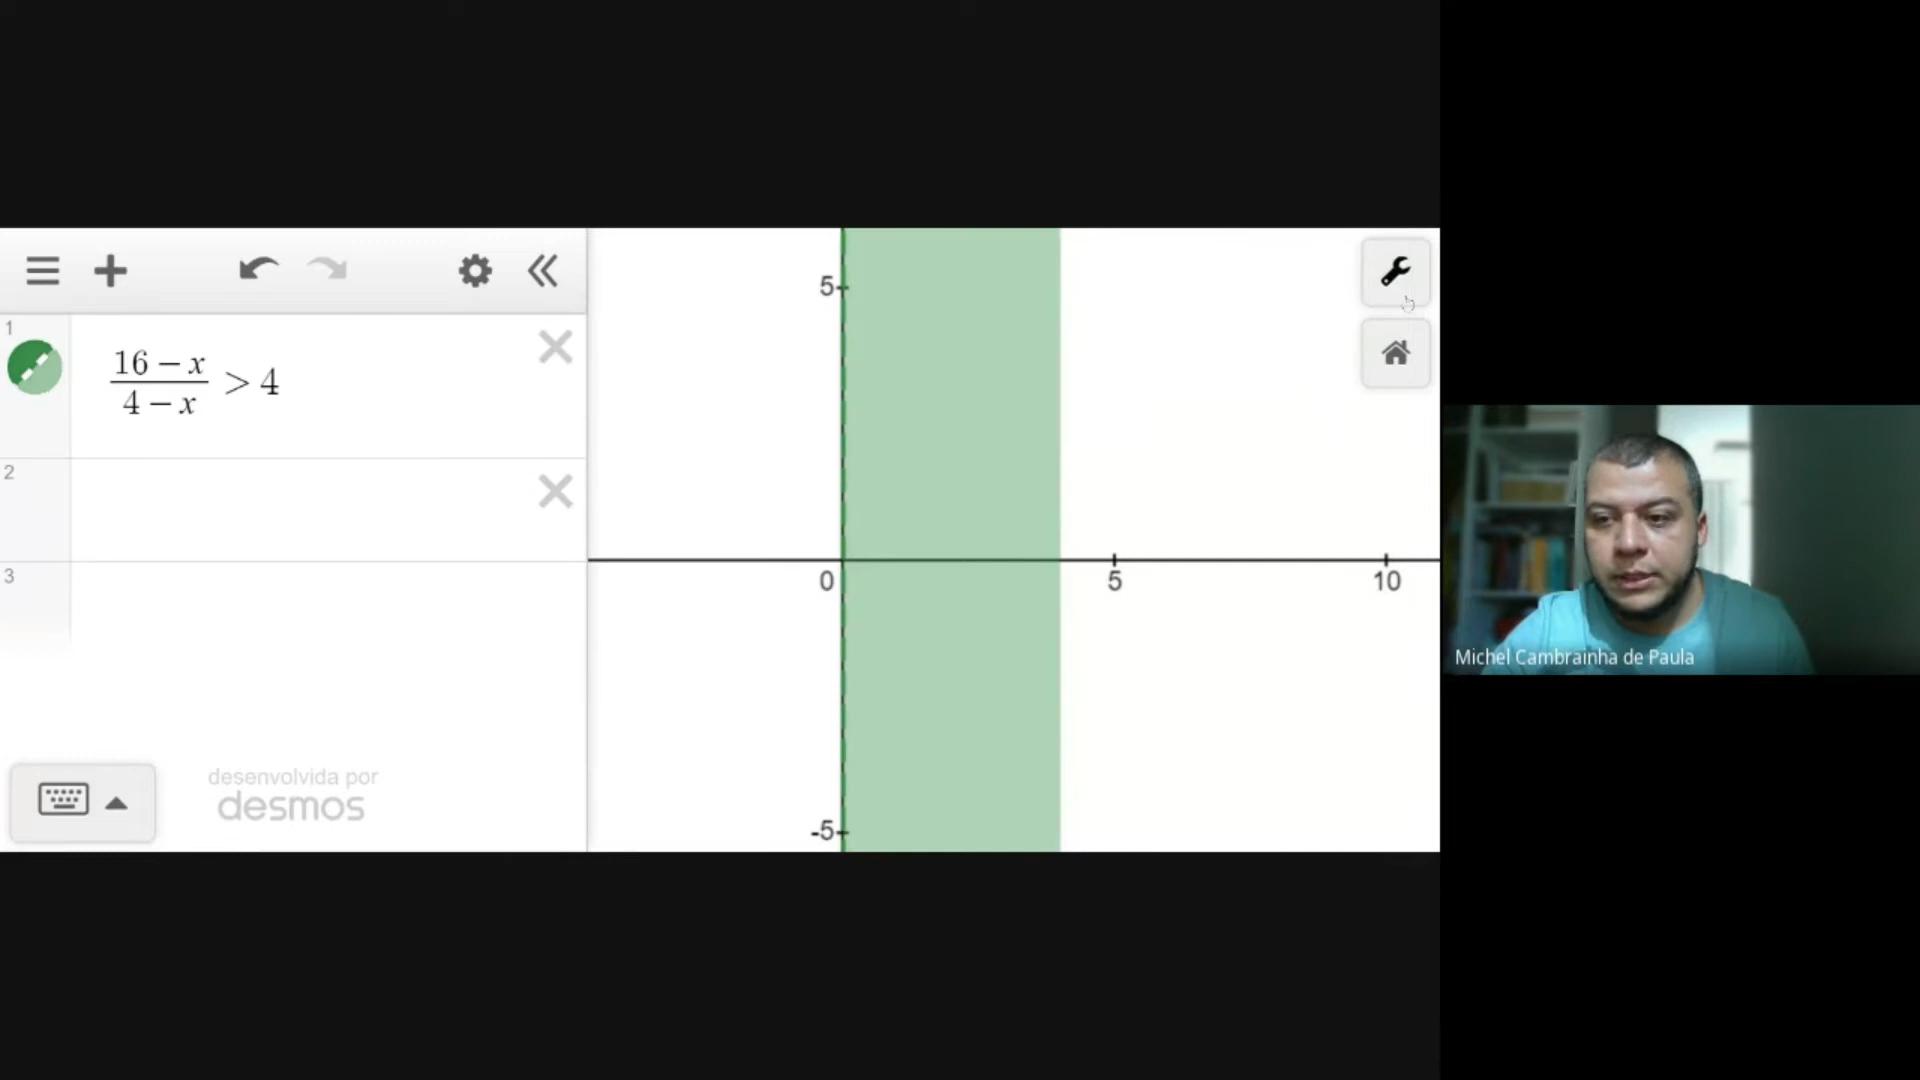 1
16 − x
4 − x
> 4
2
3
desenvolvida por
desmos
5
0
5
10
-5
Michel Cambrainha de Paula